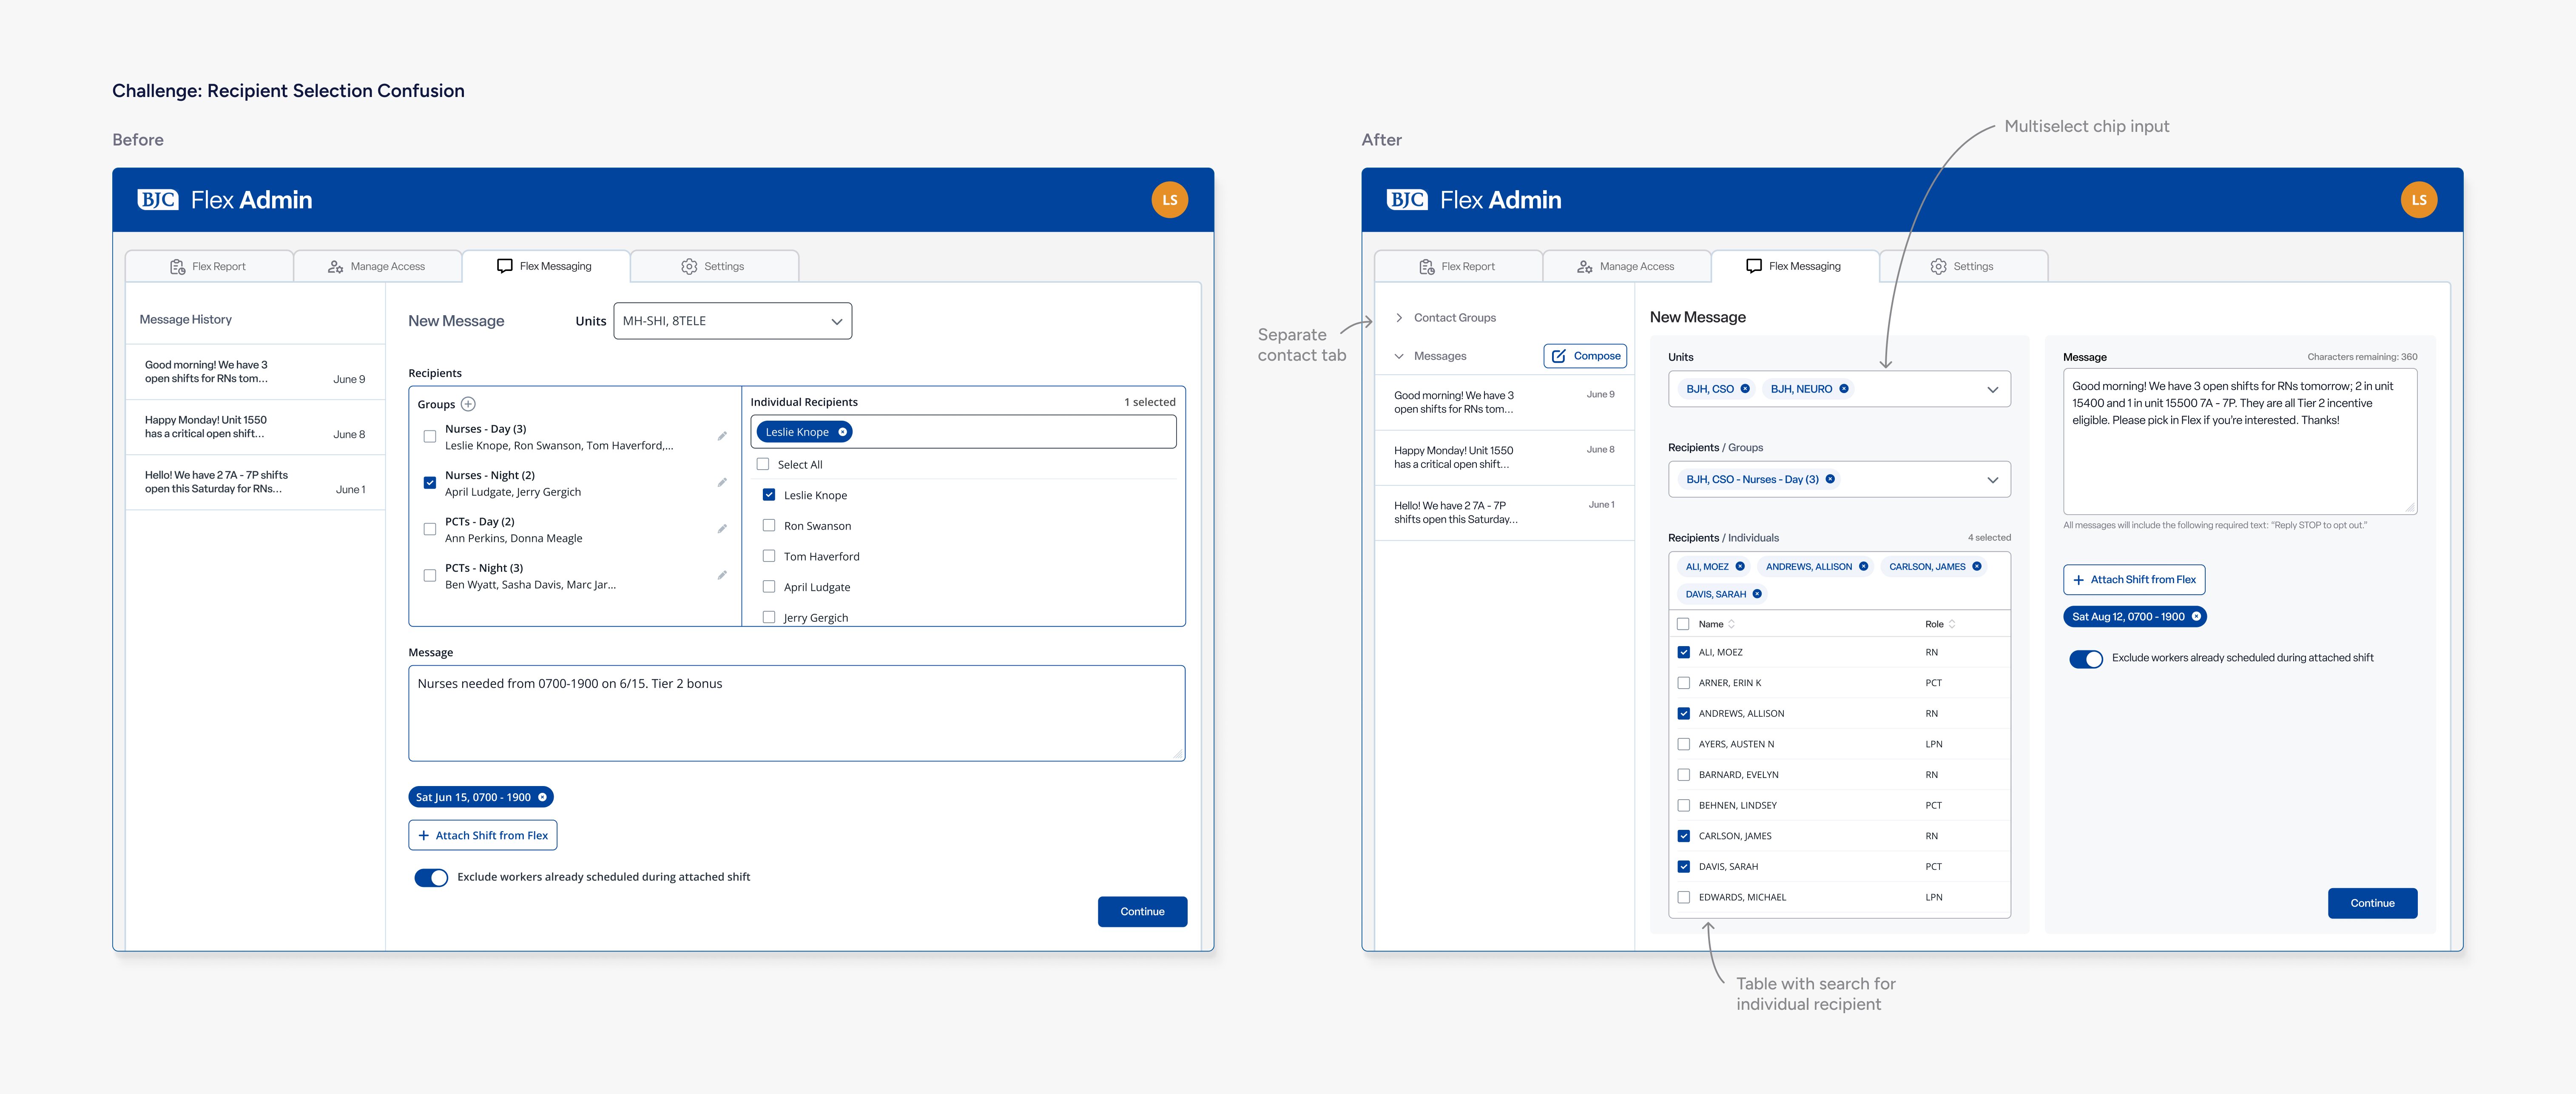 Challenge: Recipient Selection Confusion
Before
BJC Flex Admin
LS
Flex Report
Manage Access
Flex Messaging
Settings
Message History
Good morning! We have 3
open shifts for RNs tom...
June 9
Happy Monday! Unit 1550
has a critical open shift...
June 8
Hello! We have 2 7A - 7P shifts
open this Saturday for RNs...
June 1
New Message
Units
MH-SHI, 8TELE
Recipients
Groups
Nurses - Day (3)
Leslie Knope, Ron Swanson, Tom Haverford,...
Nurses - Night (2)
April Ludgate, Jerry Gergich
PCTs - Day (2)
Ann Perkins, Donna Meagle
PCTs - Night (3)
Ben Wyatt, Sasha Davis, Marc Jar...
Individual Recipients
1 selected
Leslie Knope
Select All
Leslie Knope
Ron Swanson
Tom Haverford
April Ludgate
Jerry Gergich
Message
Nurses needed from 0700-1900 on 6/15. Tier 2 bonus
Sat Jun 15, 0700 - 1900
+ Attach Shift from Flex
Exclude workers already scheduled during attached shift
Continue
After
Multiselect chip input
Separate
contact tab
BJC Flex Admin
LS
Flex Report
Manage Access
Flex Messaging
Settings
Contact Groups
Messages
Compose
Good morning! We have 3
open shifts for RNs tom...
June 9
Happy Monday! Unit 1550
has a critical open shift...
June 8
Hello! We have 2 7A - 7P
shifts open this Saturday...
June 1
New Message
Units
BJH, CSO
BJH, NEURO
Recipients / Groups
BJH, CSO - Nurses - Day (3)
Recipients / Individuals
4 selected
ALI, MOEZ
ANDREWS, ALLISON
CARLSON, JAMES
DAVIS, SARAH
Name
Role
ALI, MOEZ RN
ARNER, ERIN K PCT
ANDREWS, ALLISON RN
AYERS, AUSTEN N LPN
BARNARD, EVELYN RN
BEHNEN, LINDSEY PCT
CARLSON, JAMES RN
DAVIS, SARAH PCT
EDWARDS, MICHAEL LPN
Message
Characters remaining: 360
Good morning! We have 3 open shifts for RNs tomorrow; 2 in unit
15400 and 1 in unit 15500 7A - 7P. They are all Tier 2 incentive
eligible. Please pick in Flex if you're interested. Thanks!
All messages will include the following required text: "Reply STOP to opt out."
+ Attach Shift from Flex
Sat Aug 12, 0700 - 1900
Exclude workers already scheduled during attached shift
Continue
Table with search for
individual recipient